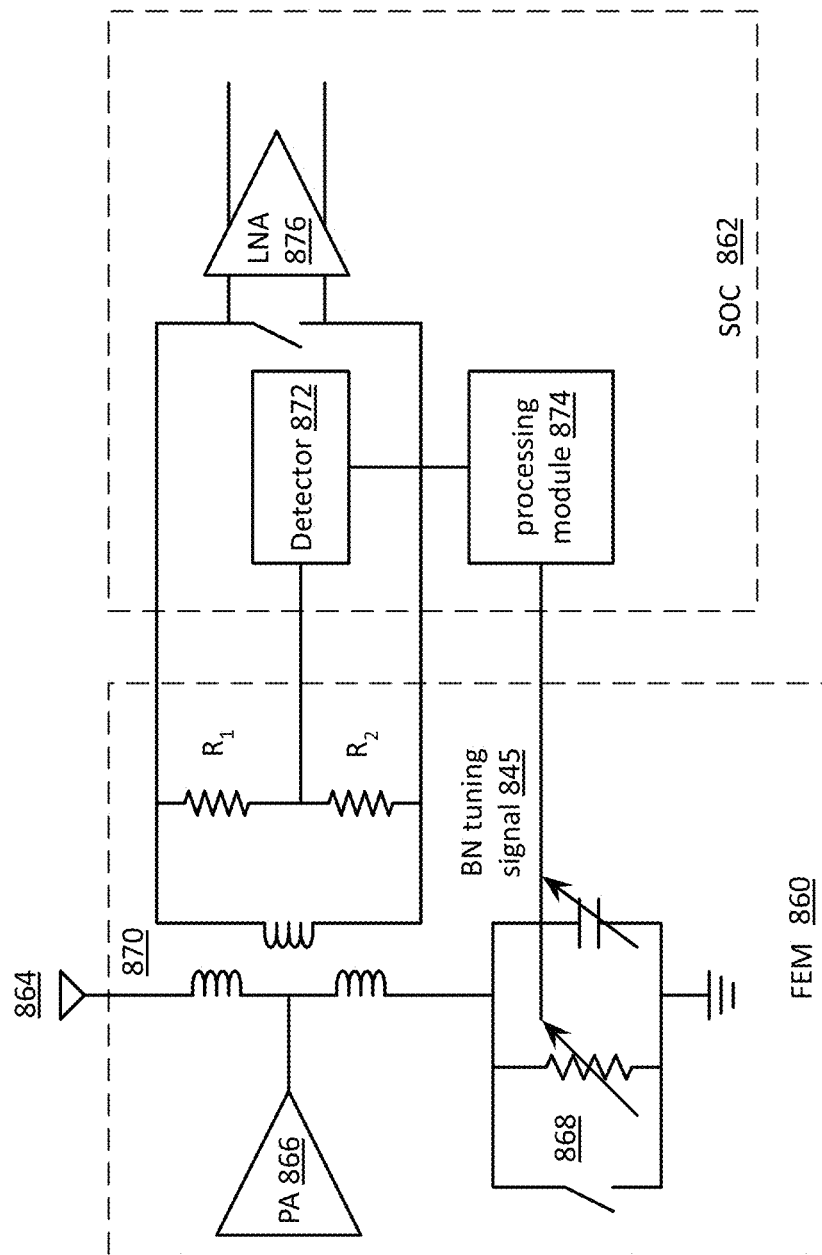 864
870
PA 866
868
FEM 860
R1
R2
BN tuning
signal 845
Detector 872
processing
module 874
LNA
876
SOC 862